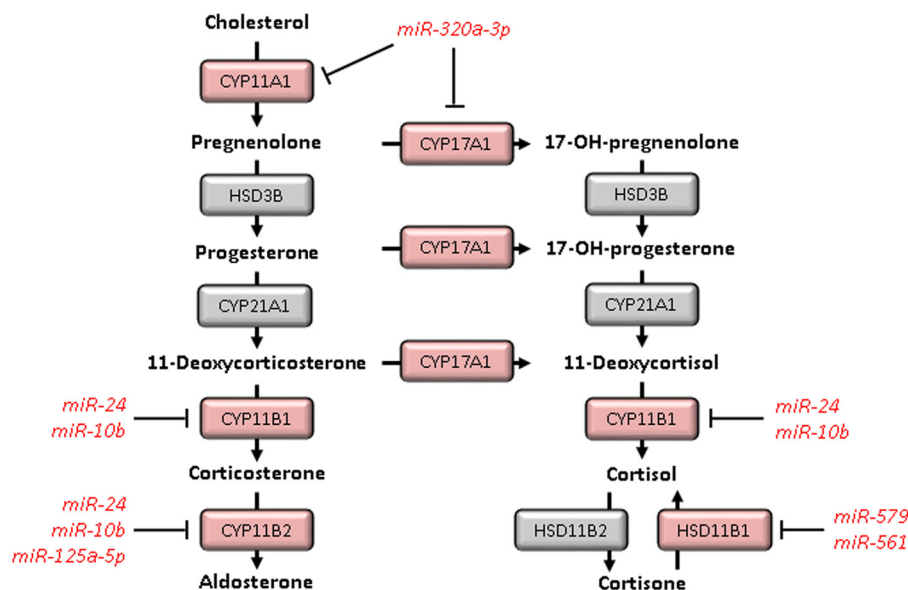 Cholesterol
miR-320a-3p
CYP11A1
Pregnenolone
CYP17A1
17-OH-pregnenolone
HSD3B
HSD3B
Progesterone
CYP17A1
17-OH-progesterone
CYP21A1
CYP21A1
11-Deoxycorticosterone
CYP17A1
11-Deoxycortisol
miR-24
miR-10b
CYP11B1
CYP11B1
miR-24
miR-10b
Corticosterone
Cortisol
miR-24
miR-10b
miR-125a-5p
CYP11B2
HSD11B2
HSD11B1
miR-579
miR-561
Aldosterone
Cortisone